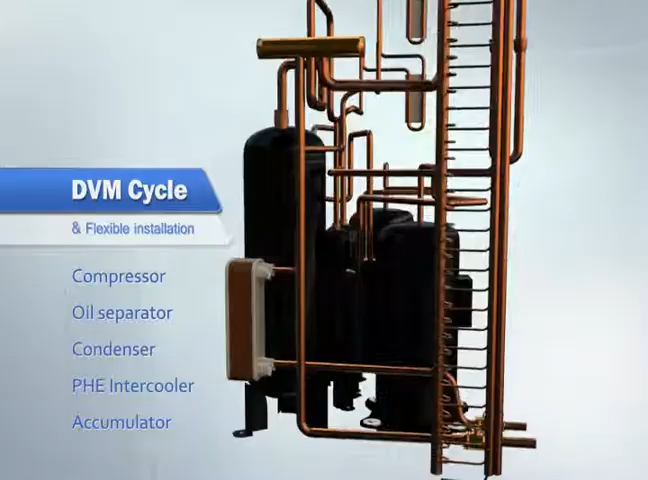 DVM Cycle
& Flexible installation
Compressor
Oil separator
Condenser
PHE Intercooler
Accumulator